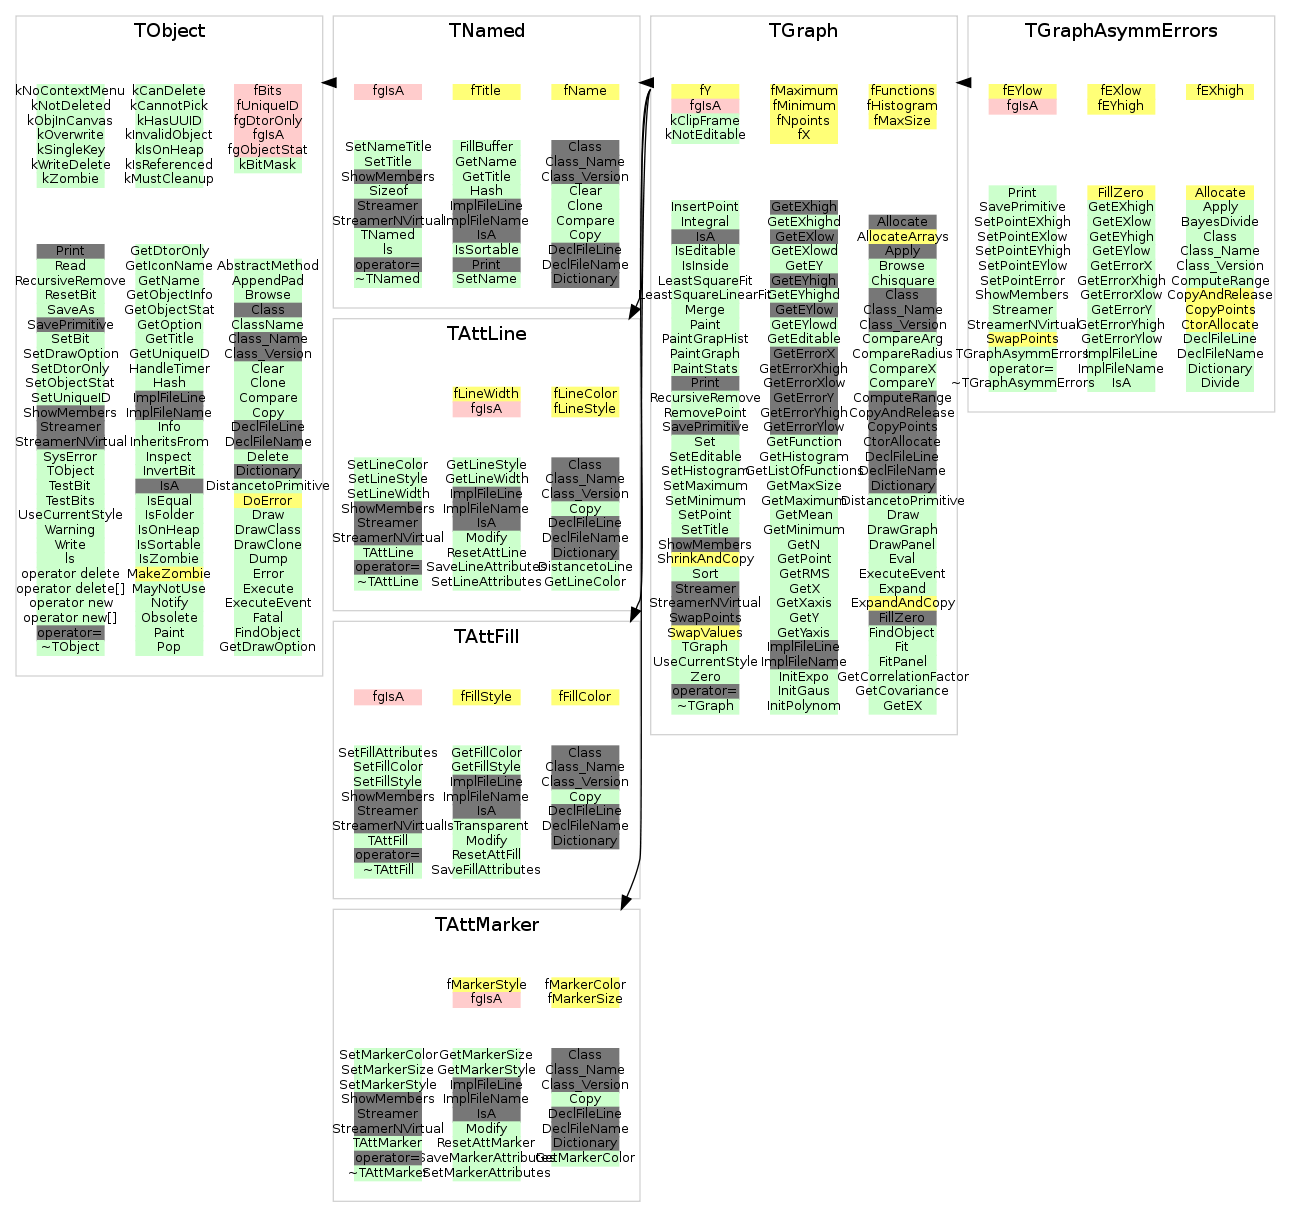 TObject
kNoContextMenu
kNotDeleted
kObjInCanvas
kOverwrite
kSingleKey
kWriteDelete
kZombie
kCanDelete
kCannotPick
kHasUUID
kInvalidObject
kIsOnHeap
kIsReferenced
kMustCleanup
fBits
fUniqueID
fgDtorOnly
fgIsA
fgObjectStat
kBitMask
Print
Read
RecursiveRemove
ResetBit
SaveAs
SavePrimitive
SetBit
SetDrawOption
SetDtorOnly
SetObjectStat
SetUniqueID
ShowMembers
Streamer
StreamerNVirtual
SysError
TObject
TestBit
TestBits
UseCurrentStyle
Warning
Write
ls
operator delete
operator delete[]
operator new
operator new[]
operator=
~TObject
GetDtorOnly
GetIconName
GetName
GetObjectInfo
GetObjectStat
GetOption
GetTitle
GetUniqueID
HandleTimer
Hash
ImplFileLine
ImplFileName
Info
InheritsFrom
Inspect
InvertBit
IsA
IsEqual
IsFolder
IsOnHeap
IsSortable
IsZombie
MakeZombie
MayNotUse
Notify
Obsolete
Paint
Pop
AbstractMethod
AppendPad
Browse
Class
ClassName
Class_Name
Class_Version
Clear
Clone
Compare
Copy
DeclFileLine
DeclFileName
Delete
Dictionary
DistancetoPrimitive
DoError
Draw
DrawClass
DrawClone
Dump
Error
Execute
ExecuteEvent
Fatal
FindObject
GetDrawOption
TNamed
fgIsA
fTitle
fName
SetNameTitle
SetTitle
ShowMembers
Sizeof
Streamer
StreamerNVirtual
TNamed
ls
operator=
~TNamed
FillBuffer
GetName
GetTitle
Hash
ImplFileLine
ImplFileName
IsA
IsSortable
Print
SetName
Class
Class_Name
Class_Version
Clear
Clone
Compare
Copy
DeclFileLine
DeclFileName
Dictionary
TAttLine
fLineWidth
fgIsA
fLineColor
fLineStyle
SetLineColor
SetLineStyle
SetLineWidth
ShowMembers
Streamer
StreamerNVirtual
TAttLine
operator=
~TAttLine
GetLineStyle
GetLineWidth
ImplFileLine
ImplFileName
IsA
Modify
ResetAttLine
SaveLineAttributes
SetLineAttributes
Class
Class_Name
Class_Version
Copy
DeclFileLine
DeclFileName
Dictionary
DistancetoLine
GetLineColor
TAttFill
fgIsA
fFillStyle
fFillColor
SetFillAttributes
SetFillColor
SetFillStyle
ShowMembers
Streamer
StreamerNVirtual
TAttFill
operator=
~TAttFill
GetFillColor
GetFillStyle
ImplFileLine
ImplFileName
IsA
IsTransparent
Modify
ResetAttFill
SaveFillAttributes
Class
Class_Name
Class_Version
Copy
DeclFileLine
DeclFileName
Dictionary
TAttMarker
fMarkerStyle
fgIsA
fMarkerColor
fMarkerSize
SetMarkerColor
SetMarkerSize
SetMarkerStyle
ShowMembers
Streamer
StreamerNVirtual
TAttMarker
operator=
~TAttMarker
GetMarkerSize
GetMarkerStyle
ImplFileLine
ImplFileName
IsA
Modify
ResetAttMarker
SaveMarkerAttributes
SetMarkerAttributes
Class
Class_Name
Class_Version
Copy
DeclFileLine
DeclFileName
Dictionary
GetMarkerColor
TGraph
fY
fgIsA
kClipFrame
kNotEditable
fMaximum
fMinimum
fNpoints
fX
fFunctions
fHistogram
fMaxSize
InsertPoint
Integral
IsA
IsEditable
IsInside
LeastSquareFit
LeastSquareLinearFit
Merge
Paint
PaintGraphHist
PaintGraph
PaintStats
Print
RecursiveRemove
RemovePoint
SavePrimitive
Set
SetEditable
SetHistogram
SetMaximum
SetMinimum
SetPoint
SetTitle
ShowMembers
ShrinkAndCopy
Sort
Streamer
StreamerNVirtual
SwapPoints
SwapValues
TGraph
UseCurrentStyle
Zero
operator=
~TGraph
GetEXhigh
GetEXhighd
GetEXlow
GetEXlowd
GetEY
GetEYhigh
GetEYhighd
GetEYlow
GetEYlowd
GetEditable
GetErrorX
GetErrorXhigh
GetErrorXlow
GetErrorY
GetErrorYhigh
GetErrorYlow
GetFunction
GetHistogram
GetListOfFunctions
GetMaxSize
GetMaximum
GetMean
GetMinimum
GetN
GetPoint
GetRMS
GetX
GetXaxis
GetY
GetYaxis
ImplFileLine
ImplFileName
InitExpo
InitGaus
InitPolynom
Allocate
AllocateArrays
Apply
Browse
Chisquare
Class
Class_Name
Class_Version
CompareArg
CompareRadius
CompareX
CompareY
ComputeRange
CopyAndRelease
CopyPoints
CtorAllocate
DeclFileLine
DeclFileName
Dictionary
DistancetoPrimitive
Draw
DrawGraph
DrawPanel
Eval
ExecuteEvent
Expand
ExpandAndCopy
FillZero
FindObject
Fit
FitPanel
GetCorrelationFactor
GetCovariance
GetEX
TGraphAsymmErrors
fEYlow
fgIsA
fEXlow
fEYhigh
fEXhigh
Print
SavePrimitive
SetPointEXhigh
SetPointEXlow
SetPointEYhigh
SetPointEYlow
SetPointError
ShowMembers
Streamer
StreamerNVirtual
SwapPoints
TGraphAsymmErrors
operator=
~TGraphAsymmErrors
FillZero
GetEXhigh
GetEXlow
GetEYhigh
GetEYlow
GetErrorX
GetErrorXhigh
GetErrorXlow
GetErrorY
GetErrorYhigh
GetErrorYlow
ImplFileLine
ImplFileName
IsA
Allocate
Apply
BayesDivide
Class
Class_Name
Class_Version
ComputeRange
CopyAndRelease
CopyPoints
CtorAllocate
DeclFileLine
DeclFileName
Dictionary
Divide